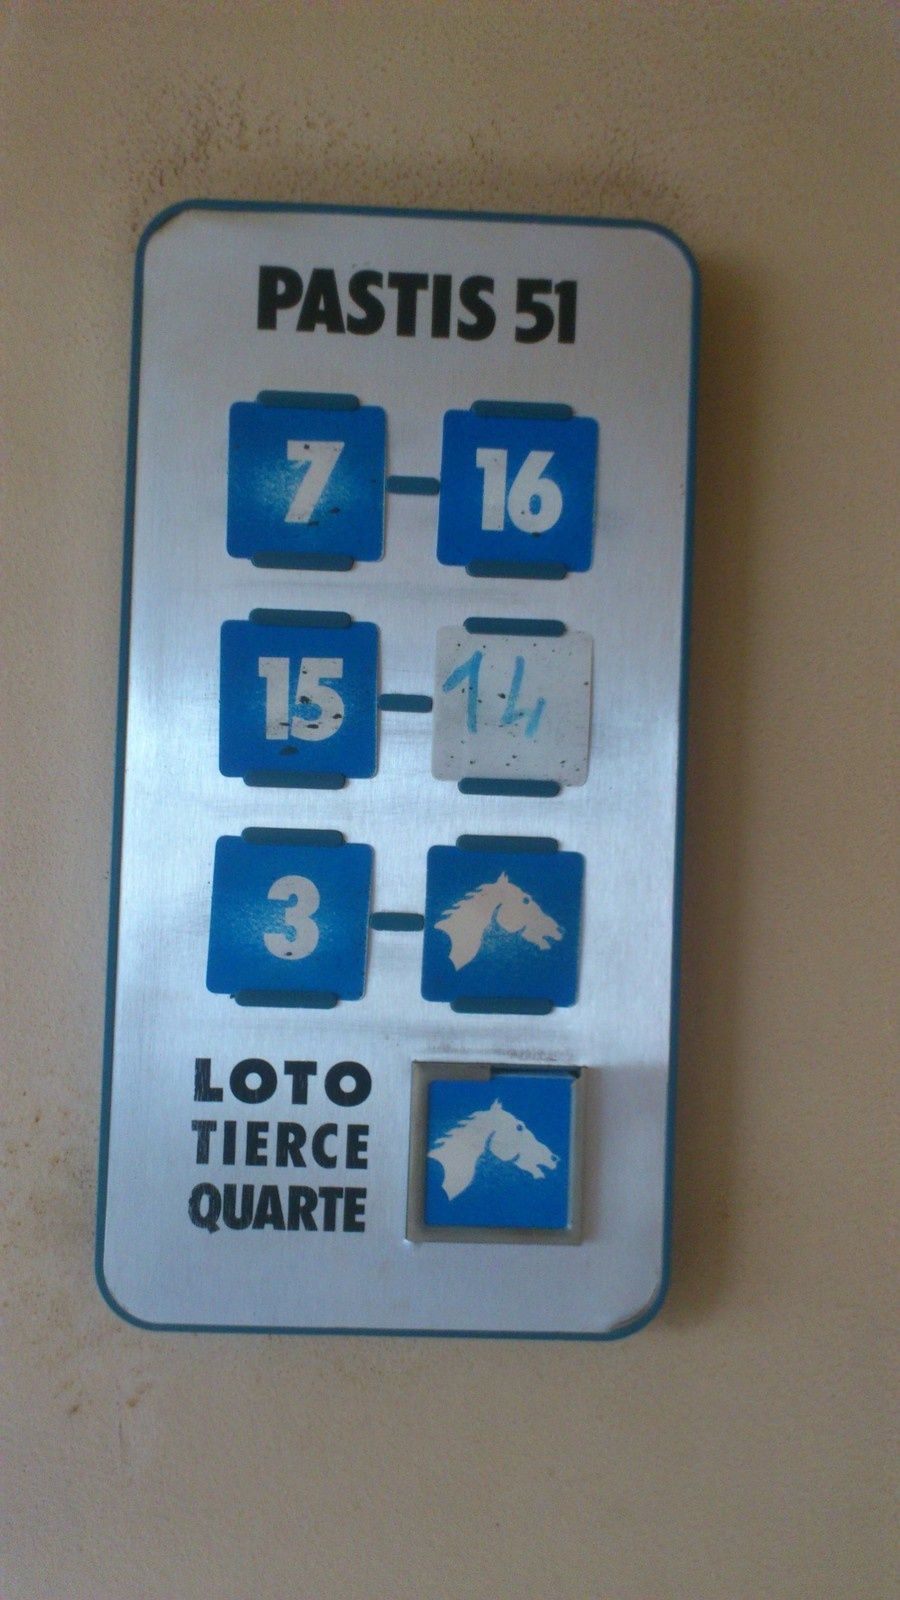 PASTIS 51
7 - 16
15 - 14
3 -
LOTO
TIERCE
QUARTE